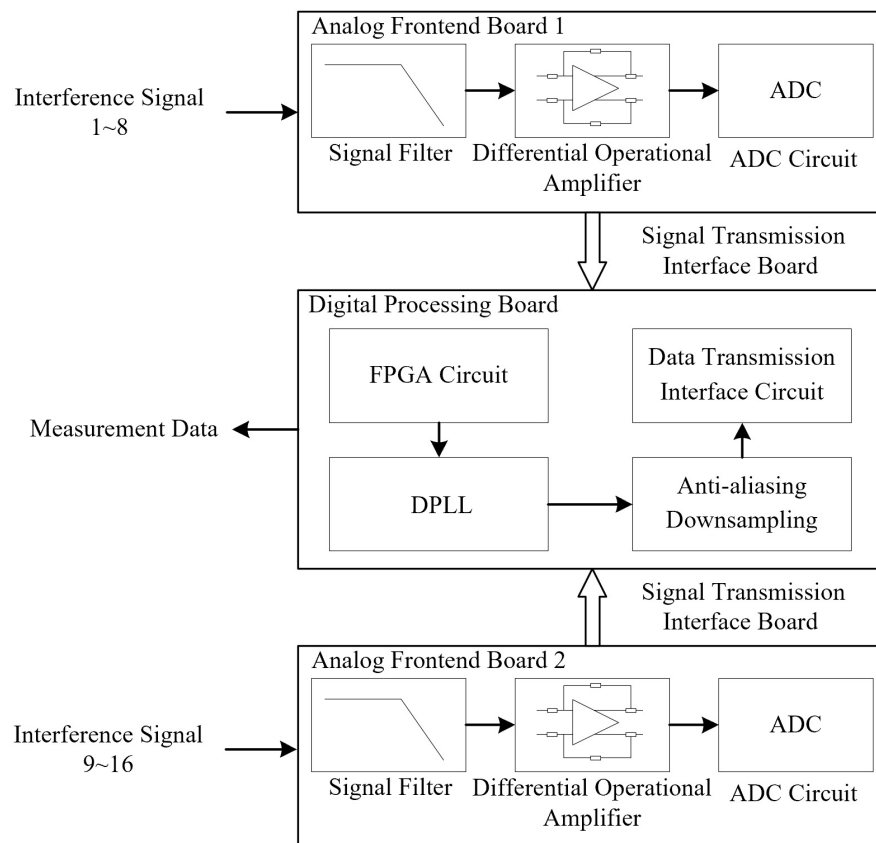 Analog Frontend Board 1
Interference Signal
1~8
ADC
Signal Filter
Differential Operational
Amplifier
ADC Circuit
Signal Transmission
Interface Board
Digital Processing Board
FPGA Circuit
Data Transmission
Interface Circuit
Measurement Data
DPLL
Anti-aliasing
Downsampling
Signal Transmission
Interface Board
Analog Frontend Board 2
Interference Signal
9~16
ADC
Signal Filter
Differential Operational
Amplifier
ADC Circuit